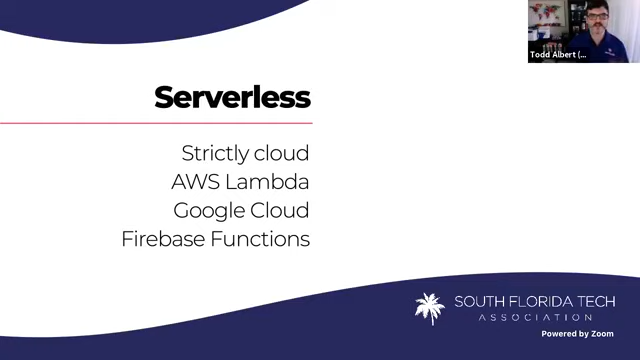 Todd Albert (...
Serverless
Strictly cloud
AWS Lambda
Google Cloud
Firebase Functions
SOUTH FLORIDA TECH
ASSOCIATION
Powered by Zoom